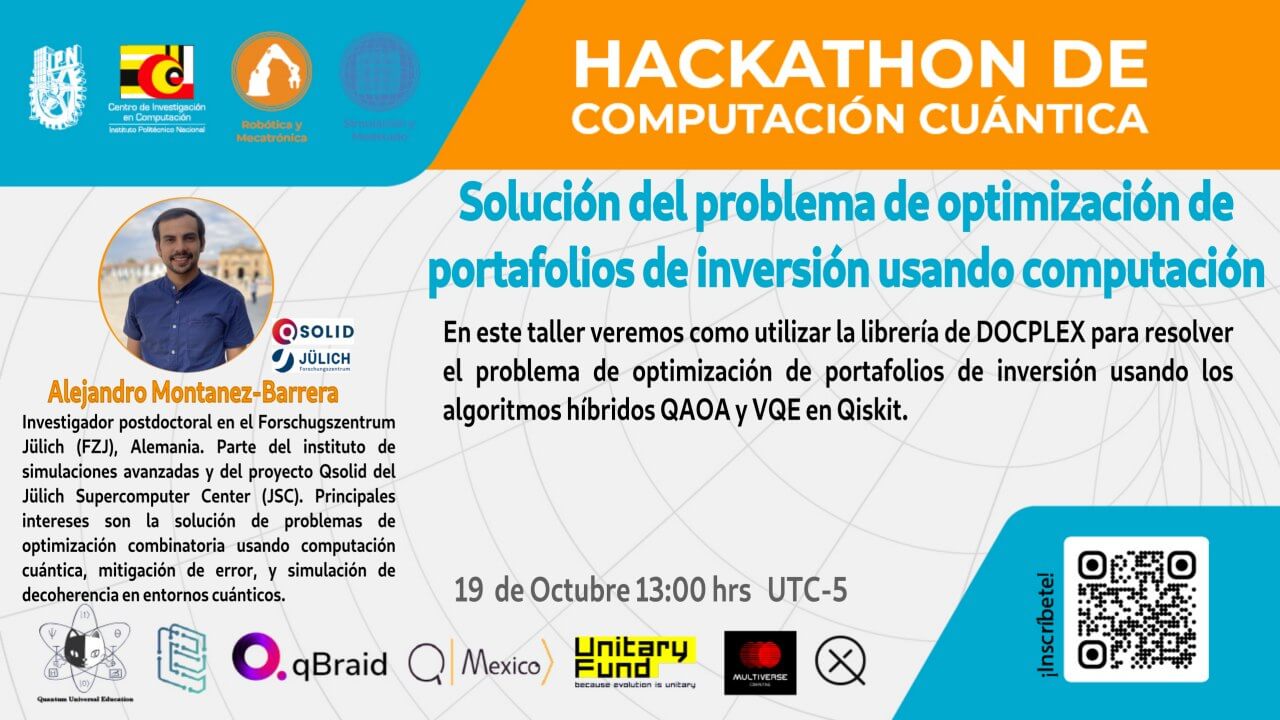 IPN
Centro de Investigación
en Computación
Instituto Politécnico Nacional
Robótica y
Mecatrónica
Simulación y
Modelado
HACKATHON DE
COMPUTACIÓN CUÁNTICA
Solución del problema de optimización de
portafolios de inversión usando computación
En este taller veremos como utilizar la librería de DOCPLEX para resolver
el problema de optimización de portafolios de inversión usando los
algoritmos híbridos QAOA y VQE en Qiskit.
QSOLID
JÜLICH
Forschungszentrum
Alejandro Montanez-Barrera
Investigador postdoctoral en el Forschugszentrum
Jülich (FZJ), Alemania. Parte del instituto de
simulaciones avanzadas y del proyecto Qsolid del
Jülich Supercomputer Center (JSC). Principales
intereses son la solución de problemas de
optimización combinatoria usando computación
cuántica, mitigación de error, y simulación de
decoherencia en entornos cuánticos.
19 de Octubre 13:00 hrs UTC-5
¡Inscríbete!
Quantum Universal Education
qBraid
Q|Mexico⟩
Unitary
Fund
because evolution is unitary
MULTIVERSE
COMPUTING